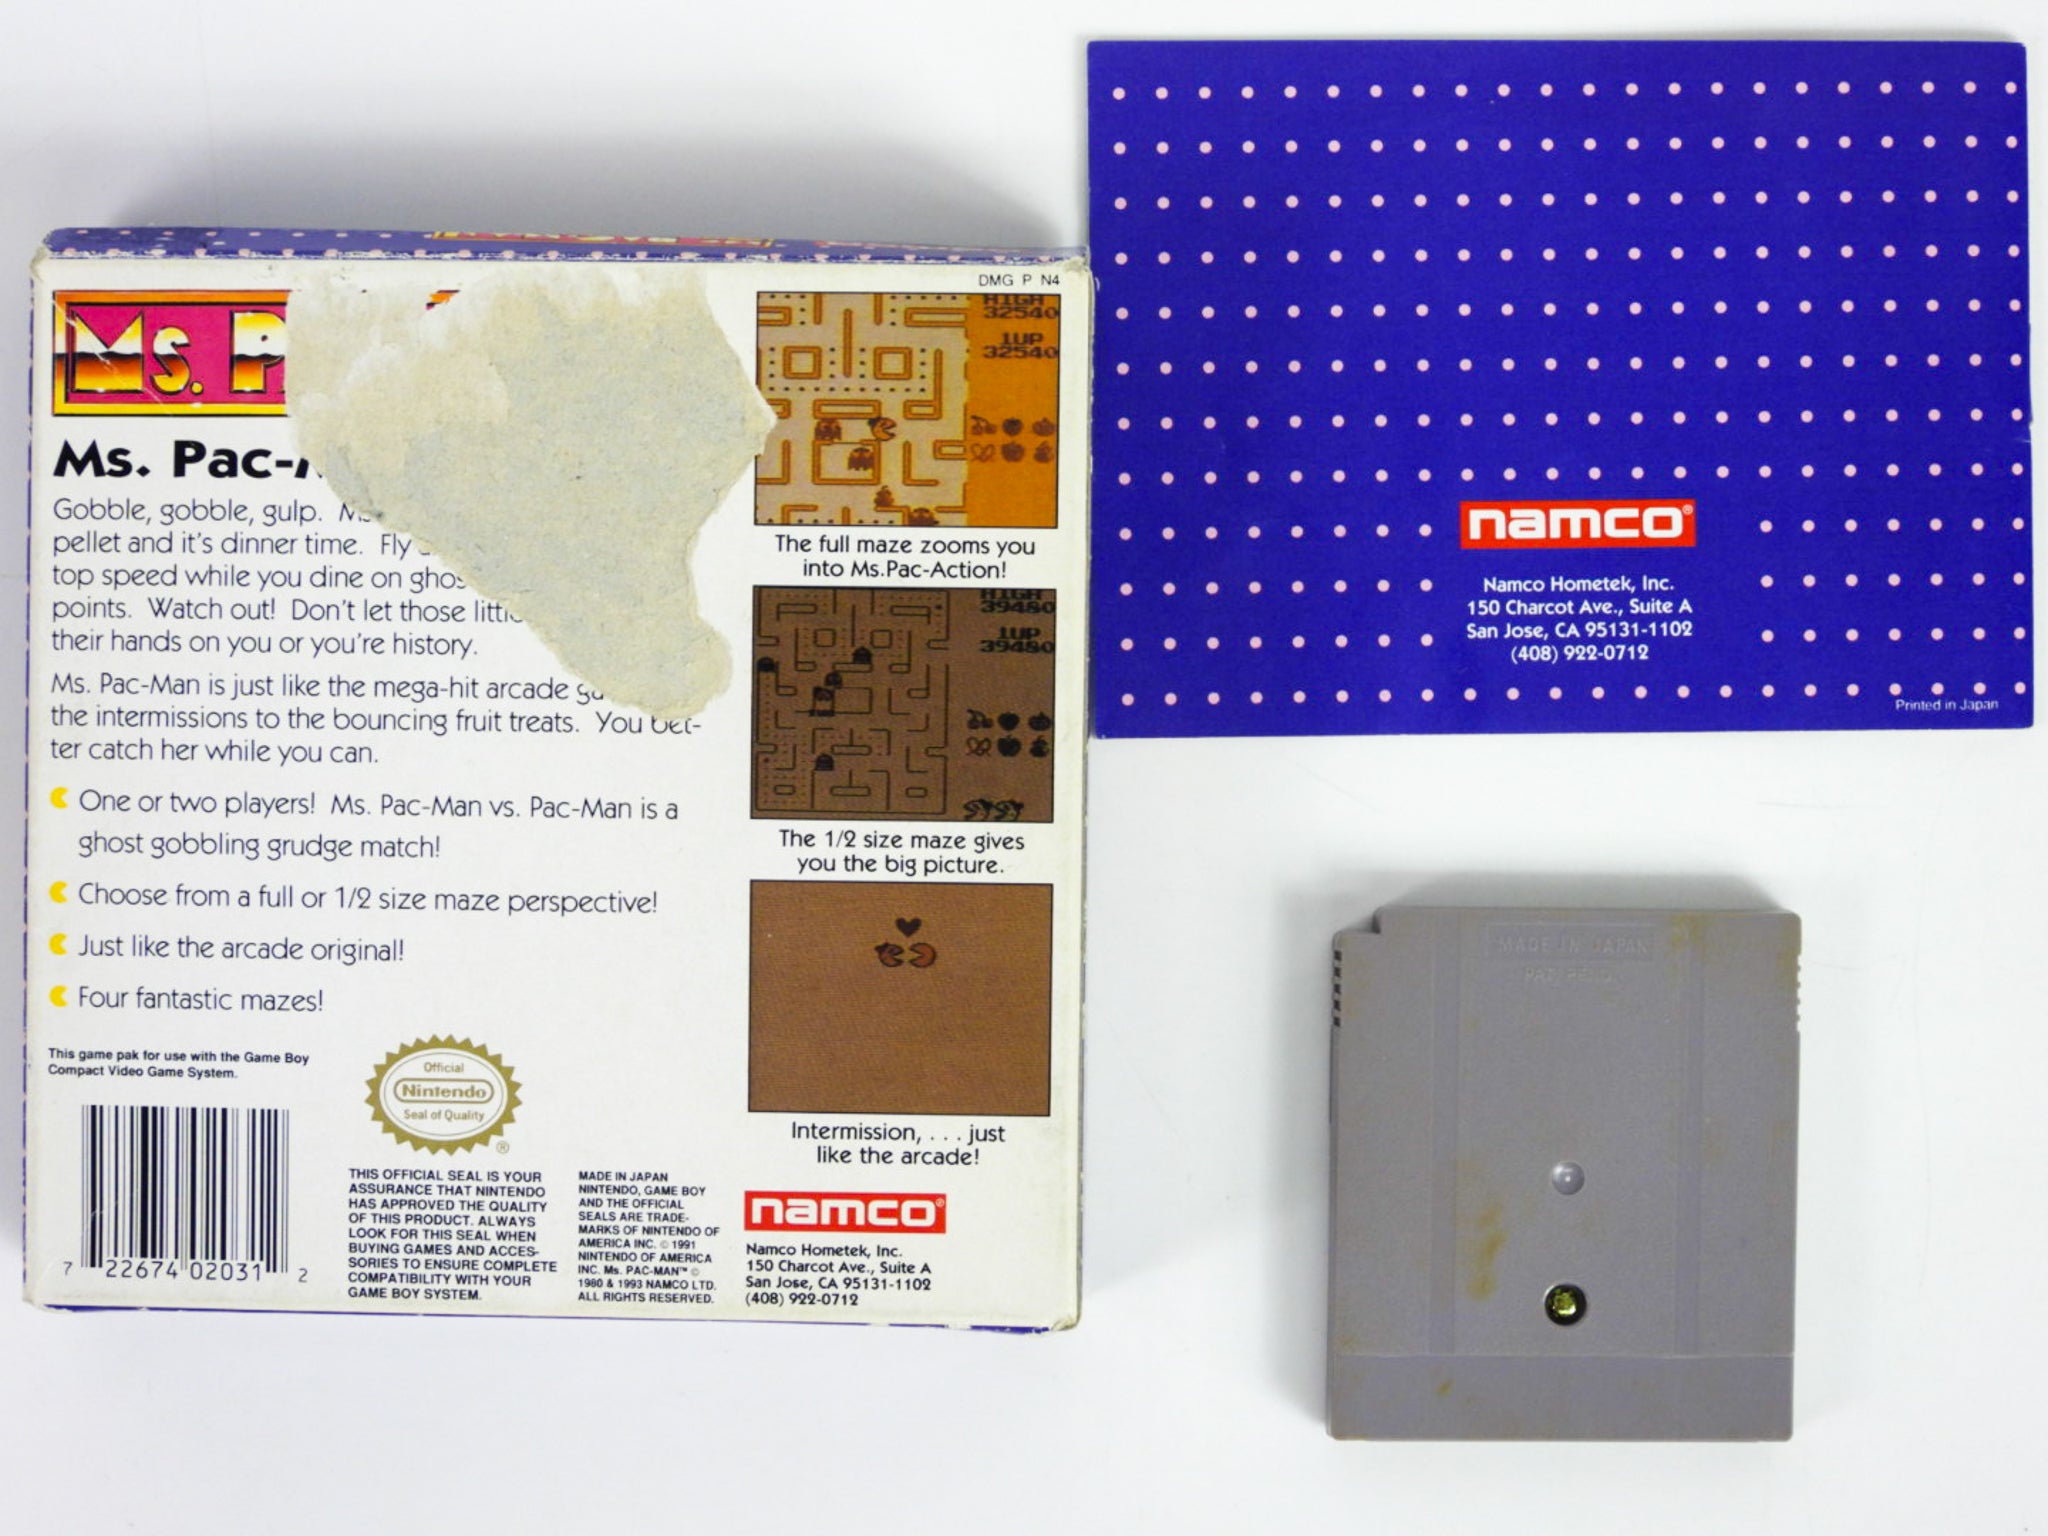 DMG P N4
Ms. P
Ms. Pac-
Gobble, gobble, gulp.
pellet and it's dinner time. Fly
top speed while you dine on
points. Watch out! Don't let those
their hands on you or you're history.
Ms. Pac-Man is just like the mega-hit arcade
the intermissions to the bouncing fruit treats. You bet-
ter catch her while you can.
One or two players! Ms. Pac-Man vs. Pac-Man is a
ghost gobbling grudge match!
Choose from a full or 1/2 size maze perspective!
Just like the arcade original!
Four fantastic mazes!
This game pak for use with the Game Boy
Compact Video Game System.
7 22674 02031 2
Official
Nintendo
Seal of Quality
®
THIS OFFICIAL SEAL IS YOUR
ASSURANCE THAT NINTENDO
HAS APPROVED THE QUALITY
OF THIS PRODUCT. ALWAYS
LOOK FOR THIS SEAL WHEN
BUYING GAMES AND ACCES-
SORIES TO ENSURE COMPLETE
COMPATIBILITY WITH YOUR
GAME BOY SYSTEM.
MADE IN JAPAN
NINTENDO, GAME BOY
AND THE OFFICIAL
SEALS ARE TRADE-
MARKS OF NINTENDO OF
AMERICA INC. © 1991
NINTENDO OF AMERICA
INC. Ms. PAC-MAN™ ©
1980 & 1993 NAMCO LTD.
ALL RIGHTS RESERVED.
HIGH
32540
1UP
32540
The full maze zooms you
into Ms.Pac-Action!
HIGH
39480
1UP
39480
The 1/2 size maze gives
you the big picture.
Intermission, . . . just
like the arcade!
namco®
Namco Hometek, Inc.
150 Charcot Ave., Suite A
San Jose, CA 95131-1102
(408) 922-0712
namco®
Namco Hometek, Inc.
150 Charcot Ave., Suite A
San Jose, CA 95131-1102
(408) 922-0712
Printed in Japan
MADE IN JAPAN
PAT. PEND.